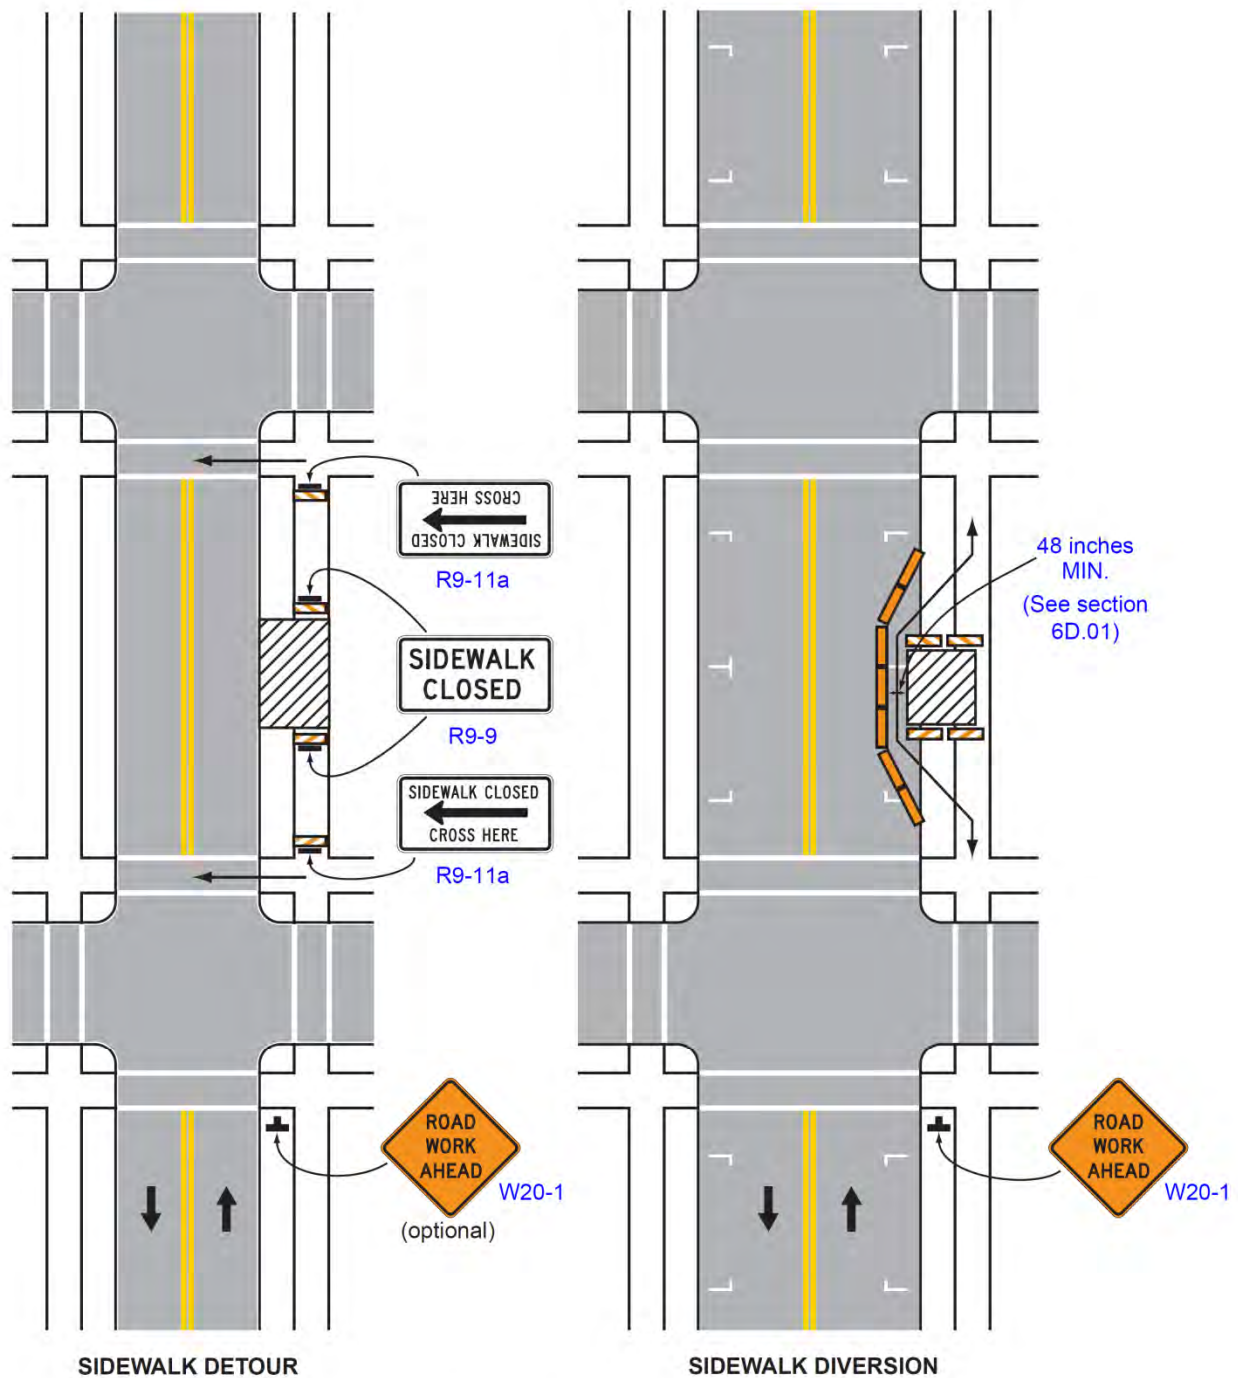 CROSS HERE
SIDEWALK CLOSED
R9-11a
SIDEWALK
CLOSED
R9-9
SIDEWALK CLOSED
CROSS HERE
R9-11a
ROAD
WORK
AHEAD
W20-1
(optional)
SIDEWALK DETOUR
48 inches
MIN.
(See section
6D.01)
ROAD
WORK
AHEAD
W20-1
SIDEWALK DIVERSION